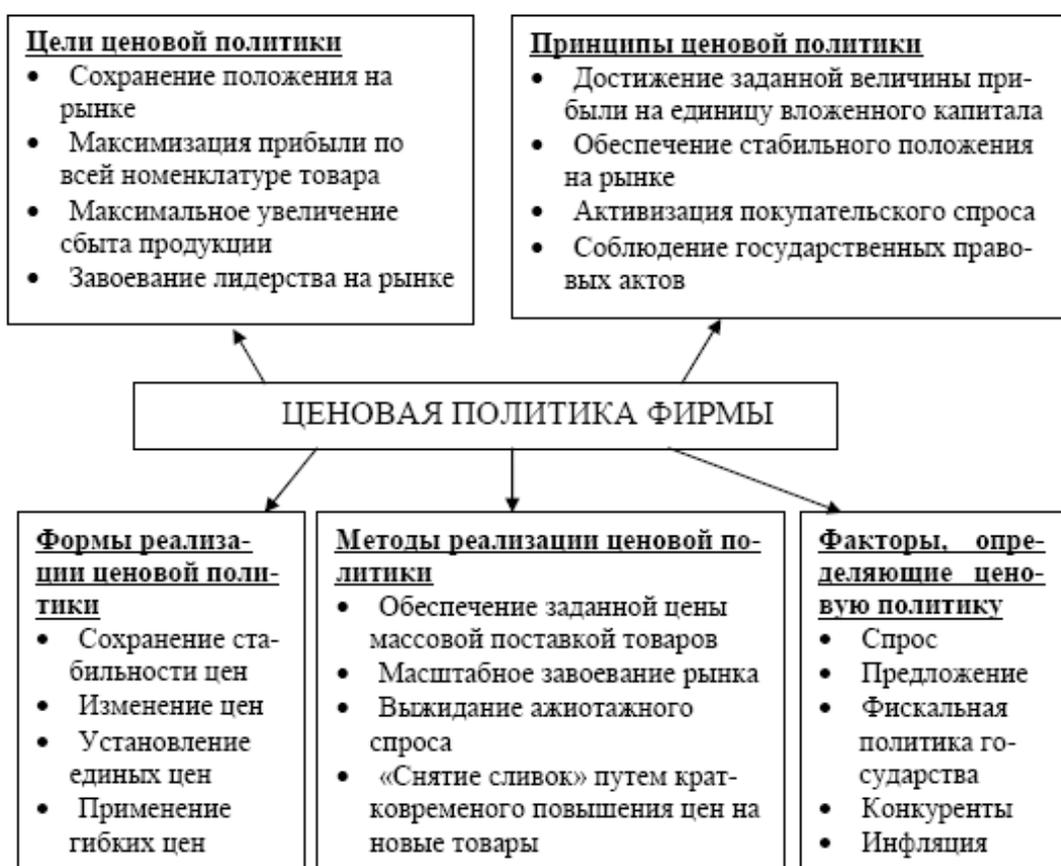 Цели ценовой политики
• Сохранение положения на
рынке
• Максимизация прибыли по
всей номенклатуре товара
• Максимальное увеличение
сбыта продукции
• Завоевание лидерства на рынке
Принципы ценовой политики
• Достижение заданной величины при-
были на единицу вложенного капитала
• Обеспечение стабильного положения
на рынке
• Активизация покупательского спроса
• Соблюдение государственных право-
вых актов
ЦЕНОВАЯ ПОЛИТИКА ФИРМЫ
Формы реализа-
ции ценовой поли-
тики
• Сохранение ста-
бильности цен
• Изменение цен
• Установление
единых цен
• Применение
гибких цен
Методы реализации ценовой по-
литики
• Обеспечение заданной цены
массовой поставкой товаров
• Масштабное завоевание рынка
• Выжидание ажиотажного
спроса
• «Снятие сливок» путем крат-
ковременого повышения цен на
новые товары
Факторы, опре-
деляющие цено-
вую политику
• Спрос
• Предложение
• Фискальная
политика го-
сударства
• Конкуренты
• Инфляция